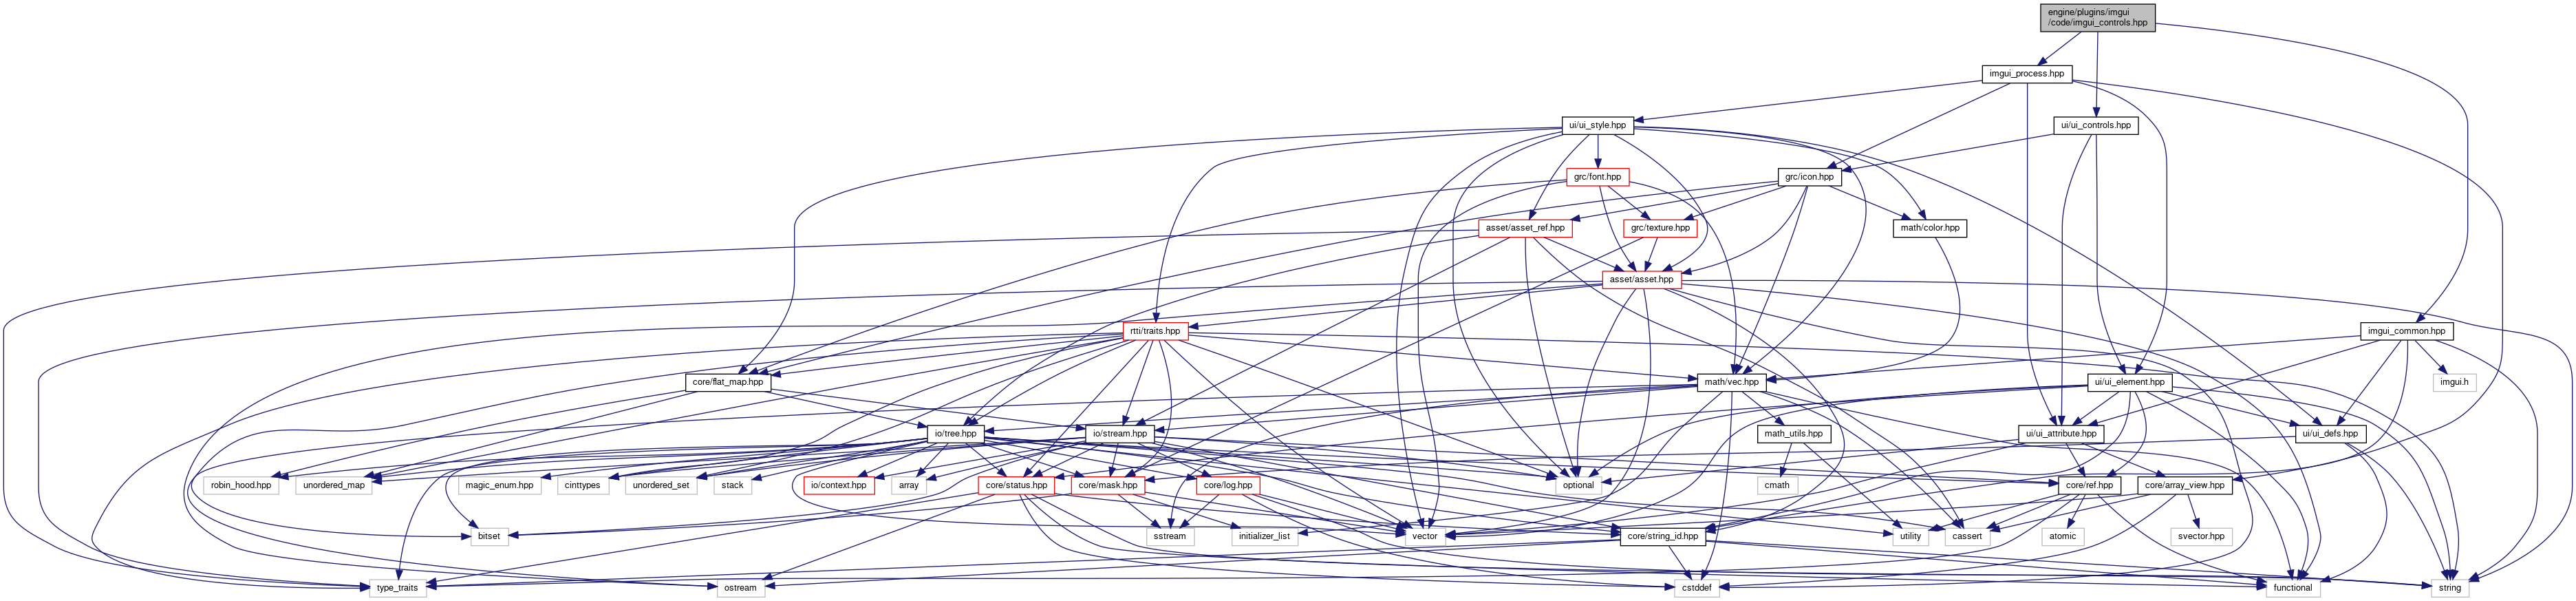 engine/plugins/imgui
/code/imgui_controls.hpp
imgui_process.hpp
ui/ui_style.hpp
ui/ui_controls.hpp
grc/font.hpp
grc/icon.hpp
asset/asset_ref.hpp
grc/texture.hpp
math/color.hpp
asset/asset.hpp
rtti/traits.hpp
imgui_common.hpp
core/flat_map.hpp
math/vec.hpp
ui/ui_element.hpp
imgui.h
io/tree.hpp
io/stream.hpp
math_utils.hpp
ui/ui_attribute.hpp
ui/ui_defs.hpp
robin_hood.hpp
unordered_map
magic_enum.hpp
cinttypes
unordered_set
stack
io/context.hpp
array
core/status.hpp
core/mask.hpp
core/log.hpp
optional
cmath
core/ref.hpp
core/array_view.hpp
bitset
sstream
initializer_list
vector
core/string_id.hpp
utility
cassert
atomic
svector.hpp
type_traits
ostream
cstddef
functional
string